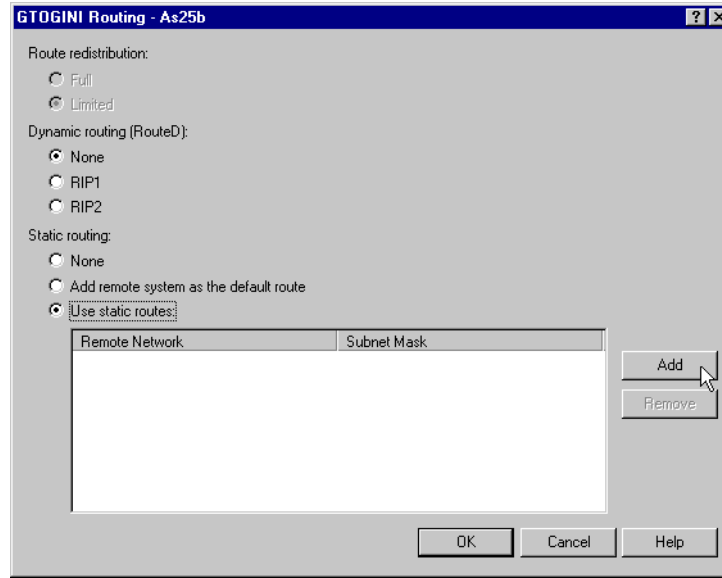 GTOGINI Routing - As25b
Route redistribution:
Full
Limited
Dynamic routing (RouteD):
None
RIP1
RIP2
Static routing:
None
Add remote system as the default route
Use static routes:
Remote Network Subnet Mask
Add
Remove
OK Cancel Help